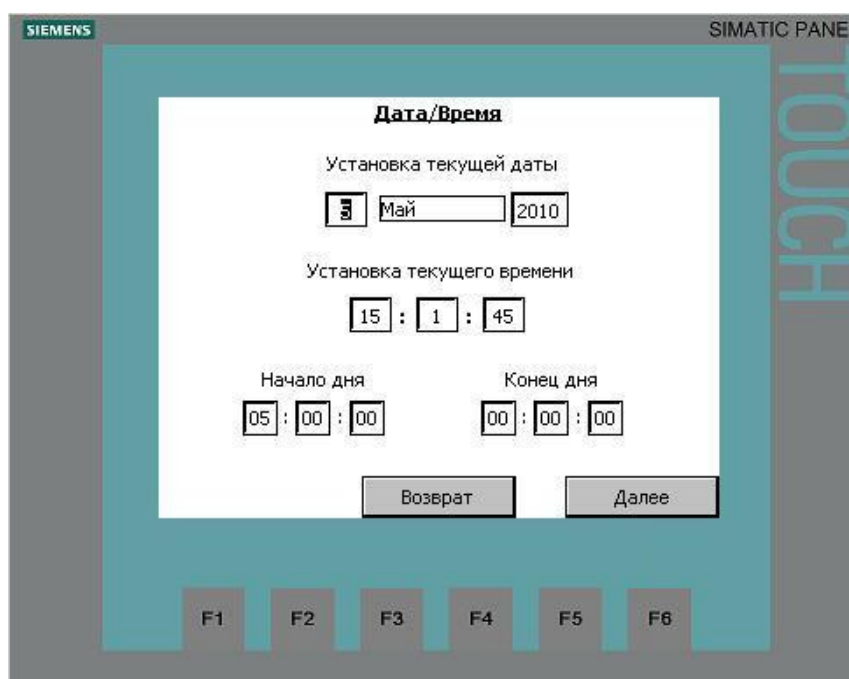 SIEMENS
SIMATIC PANE
TOUCH
Дата/Время
Установка текущей даты
3 Май 2010
Установка текущего времени
15 : 1 : 45
Начало дня Конец дня
05 : 00 : 00 00 : 00 : 00
Возврат Далее
F1 F2 F3 F4 F5 F6